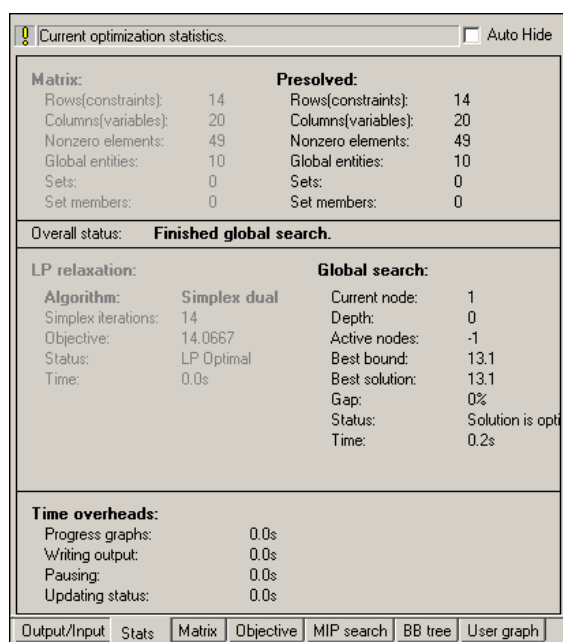 Current optimization statistics. Auto Hide
Matrix: Presolved:
Rows(constraints): 14 Rows(constraints): 14
Columns(variables): 20 Columns(variables): 20
Nonzero elements: 49 Nonzero elements: 49
Global entities: 10 Global entities: 10
Sets: 0 Sets: 0
Set members: 0 Set members: 0
Overall status: Finished global search.
LP relaxation: Global search:
Algorithm: Simplex dual Current node: 1
Simplex iterations: 14 Depth: 0
Objective: 14.0667 Active nodes: -1
Status: LP Optimal Best bound: 13.1
Time: 0.0s Best solution: 13.1
Gap: 0%
Status: Solution is opti
Time: 0.2s
Time overheads:
Progress graphs: 0.0s
Writing output: 0.0s
Pausing: 0.0s
Updating status: 0.0s
Output/Input Stats Matrix Objective MIP search BB tree User graph